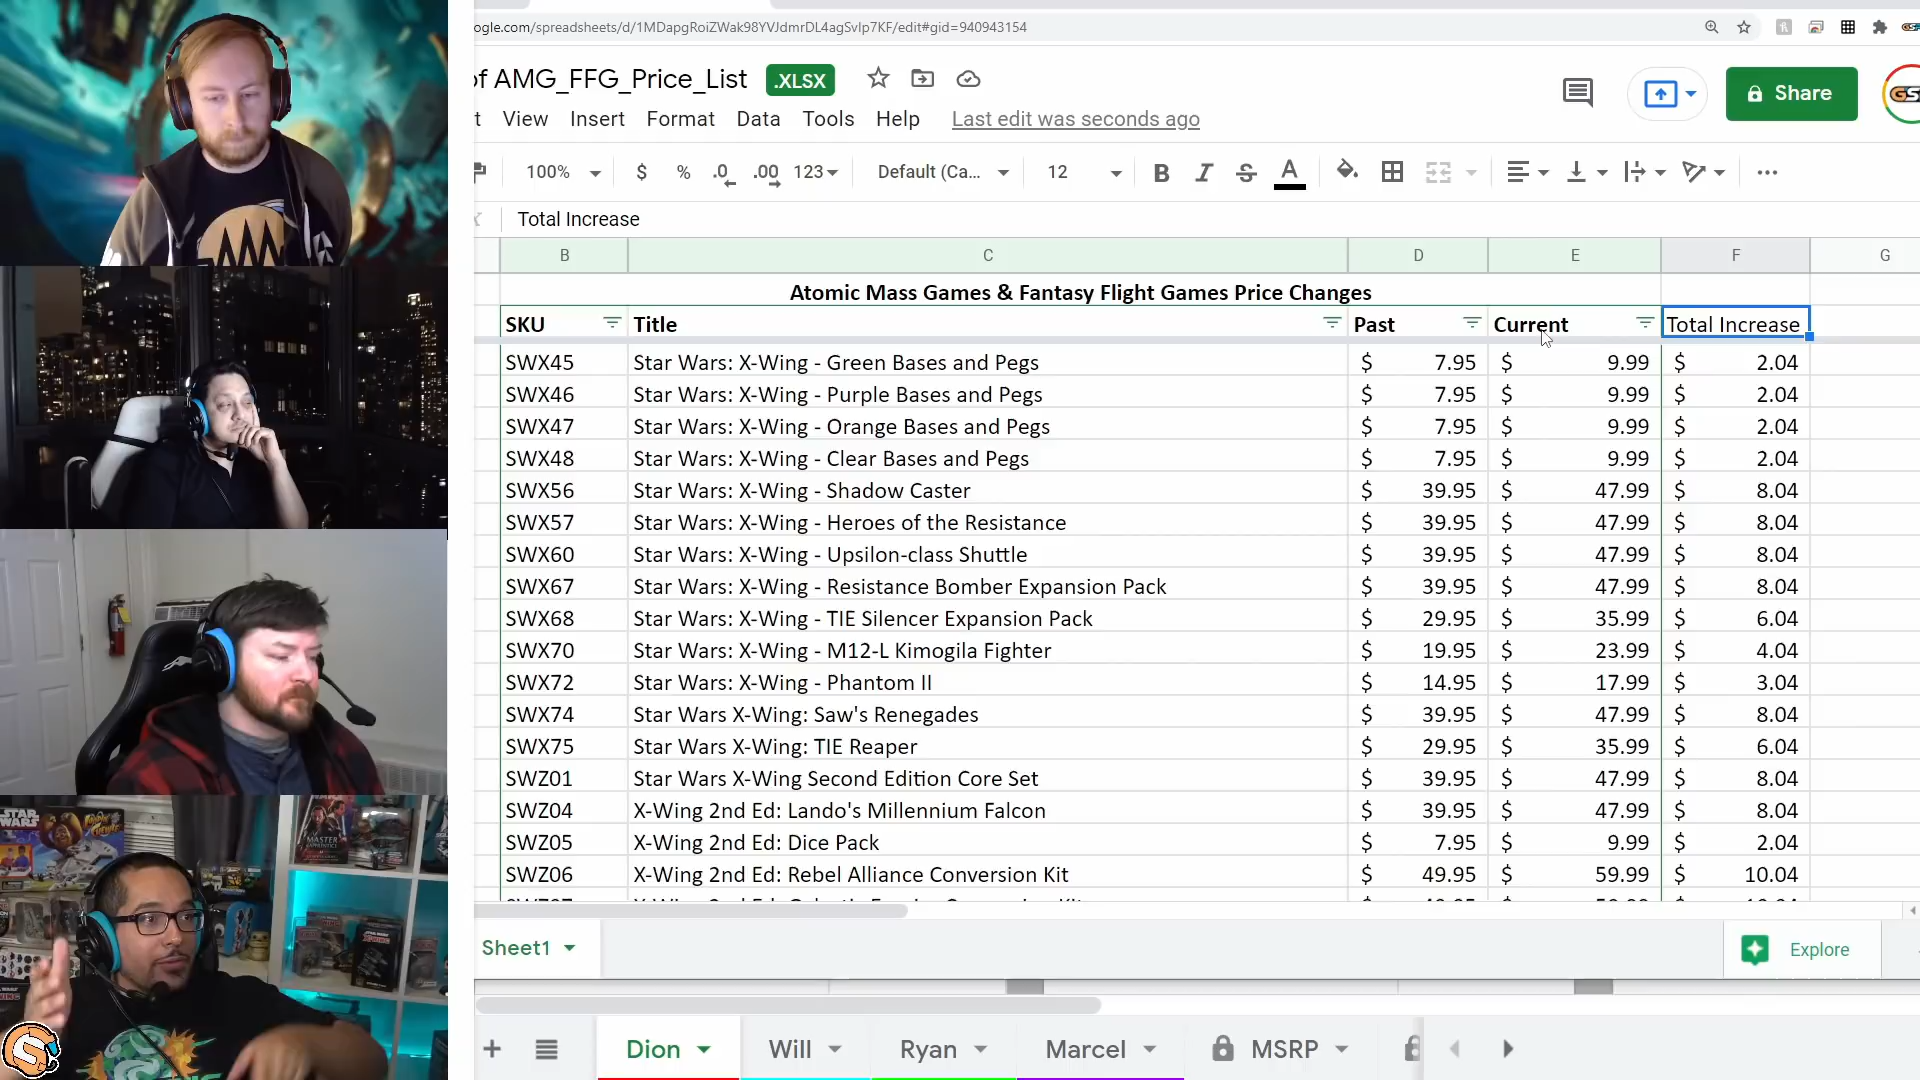 ogle.com/spreadsheets/d/1MDapgRoiZWak98YVJdmrDL4agSvIp7KF/edit#gid=940943154
of AMG_FFG_Price_List .XLSX
Share
t View Insert Format Data Tools Help Last edit was seconds ago
100% $ % .0 .00 123 Default (Ca... 12 B I S A
Total Increase
B C D E F G
Atomic Mass Games & Fantasy Flight Games Price Changes
SKU Title Past Current Total Increase
SWX45 Star Wars: X-Wing - Green Bases and Pegs $ 7.95 $ 9.99 $ 2.04
SWX46 Star Wars: X-Wing - Purple Bases and Pegs $ 7.95 $ 9.99 $ 2.04
SWX47 Star Wars: X-Wing - Orange Bases and Pegs $ 7.95 $ 9.99 $ 2.04
SWX48 Star Wars: X-Wing - Clear Bases and Pegs $ 7.95 $ 9.99 $ 2.04
SWX56 Star Wars: X-Wing - Shadow Caster $ 39.95 $ 47.99 $ 8.04
SWX57 Star Wars: X-Wing - Heroes of the Resistance $ 39.95 $ 47.99 $ 8.04
SWX60 Star Wars: X-Wing - Upsilon-class Shuttle $ 39.95 $ 47.99 $ 8.04
SWX67 Star Wars: X-Wing - Resistance Bomber Expansion Pack $ 39.95 $ 47.99 $ 8.04
SWX68 Star Wars: X-Wing - TIE Silencer Expansion Pack $ 29.95 $ 35.99 $ 6.04
SWX70 Star Wars: X-Wing - M12-L Kimogila Fighter $ 19.95 $ 23.99 $ 4.04
SWX72 Star Wars: X-Wing - Phantom II $ 14.95 $ 17.99 $ 3.04
SWX74 Star Wars X-Wing: Saw's Renegades $ 39.95 $ 47.99 $ 8.04
SWX75 Star Wars X-Wing: TIE Reaper $ 29.95 $ 35.99 $ 6.04
SWZ01 Star Wars X-Wing Second Edition Core Set $ 39.95 $ 47.99 $ 8.04
SWZ04 X-Wing 2nd Ed: Lando's Millennium Falcon $ 39.95 $ 47.99 $ 8.04
SWZ05 X-Wing 2nd Ed: Dice Pack $ 7.95 $ 9.99 $ 2.04
SWZ06 X-Wing 2nd Ed: Rebel Alliance Conversion Kit $ 49.95 $ 59.99 $ 10.04
Sheet1
Explore
Dion Will Ryan Marcel MSRP
STAR WARS
MASTER